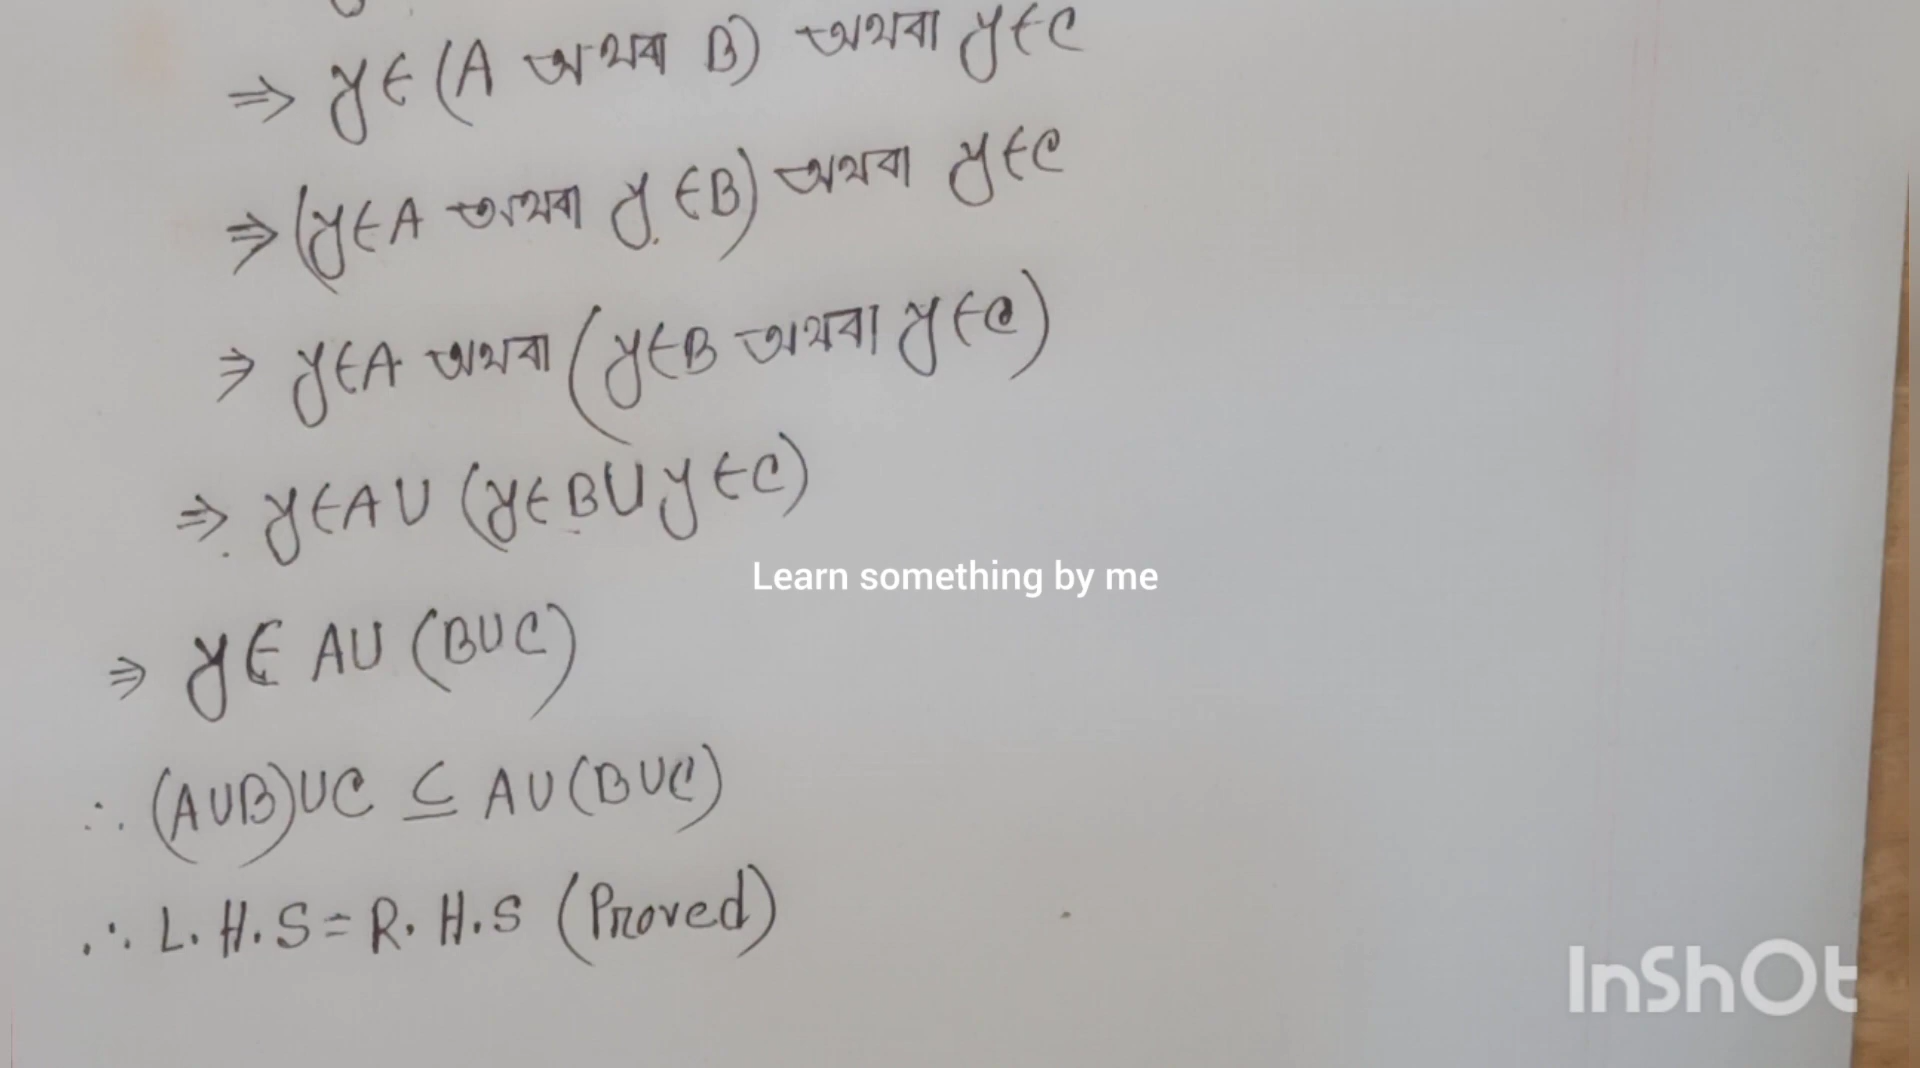 ⇒ y∈(A অথবা B) অথবা y∈C
⇒ (y∈A অথবা y∈B) অথবা y∈C
⇒ y∈A অথবা (y∈B অথবা y∈C)
⇒ y∈A∪(y∈B∪y∈C)
Learn something by me
⇒ y∈ A∪(B∪C)
∴ (A∪B)∪C ⊆ A∪(B∪C)
∴ L.H.S=R.H.S (Proved)
InShOt